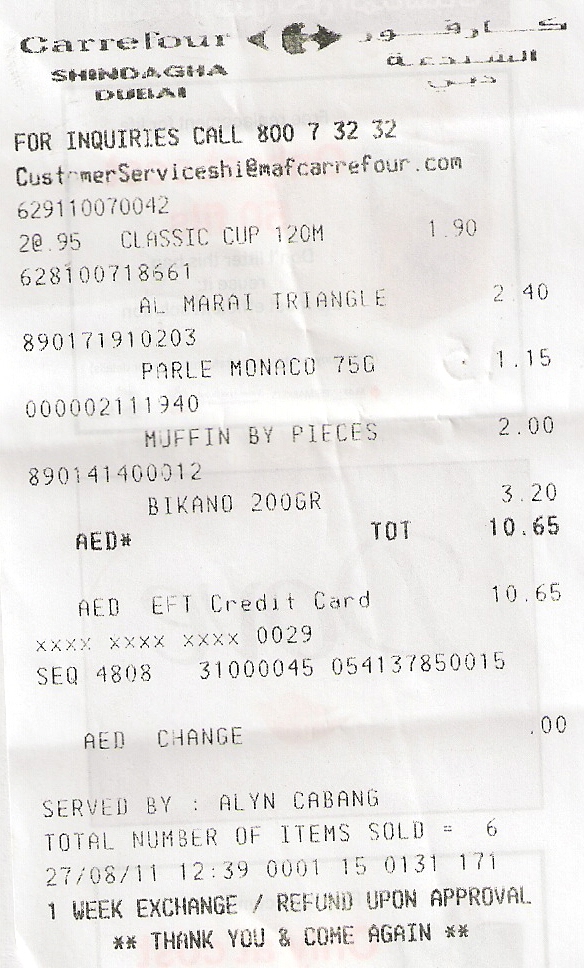 Carrefour كارفور
SHINDAGHA الشندغة
DUBAI دبي
FOR INQUIRIES CALL 800 7 32 32
CustomerServiceshi@mafcarrefour.com
629110070042
2@.95 CLASSIC CUP 120M 1.90
628100718661
AL MARAI TRIANGLE 2.40
890171910203
PARLE MONACO 75G 1.15
000002111940
MUFFIN BY PIECES 2.00
890141400012
BIKANO 200GR 3.20
AED* TOT 10.65
AED EFT Credit Card 10.65
xxxx xxxx xxxx 0029
SEQ 4808 31000045 054137850015
AED CHANGE .00
SERVED BY : ALYN CABANG
TOTAL NUMBER OF ITEMS SOLD = 6
27/08/11 12:39 0001 15 0131 171
1 WEEK EXCHANGE / REFUND UPON APPROVAL
** THANK YOU & COME AGAIN **